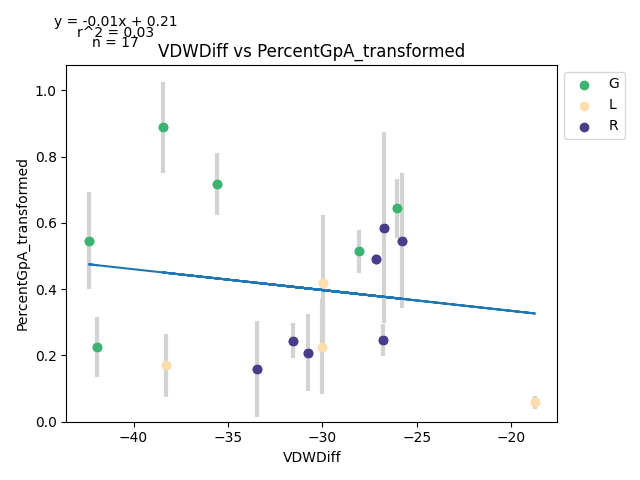 y = -0.01x + 0.21
r^2 = 0.03
n = 17
VDWDiff vs PercentGpA_transformed
G
L
R
PercentGpA_transformed
1.0
0.8
0.6
0.4
0.2
0.0
−40
−35
−30
−25
−20
VDWDiff